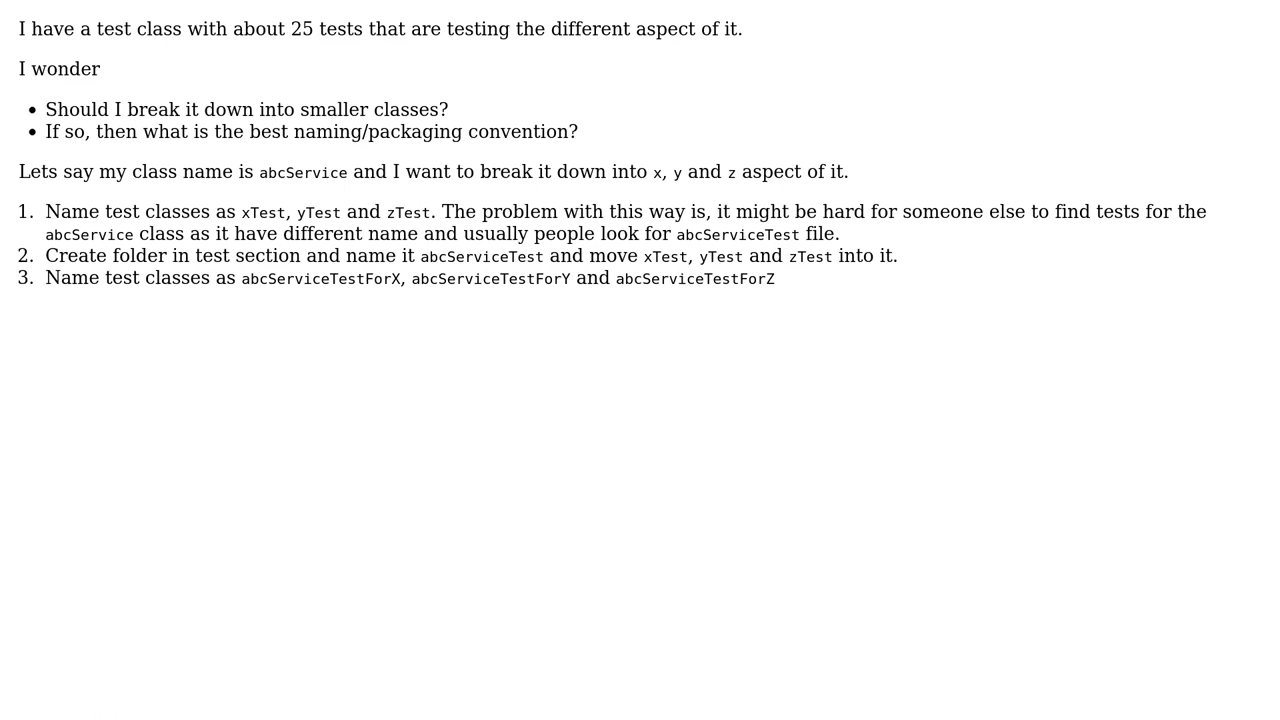 I have a test class with about 25 tests that are testing the different aspect of it.
I wonder
• Should I break it down into smaller classes?
• If so, then what is the best naming/packaging convention?
Lets say my class name is abcService and I want to break it down into x, y and z aspect of it.
1. Name test classes as xTest, yTest and zTest. The problem with this way is, it might be hard for someone else to find tests for the
abcService class as it have different name and usually people look for abcServiceTest file.
2. Create folder in test section and name it abcServiceTest and move xTest, yTest and zTest into it.
3. Name test classes as abcServiceTestForX, abcServiceTestForY and abcServiceTestForZ